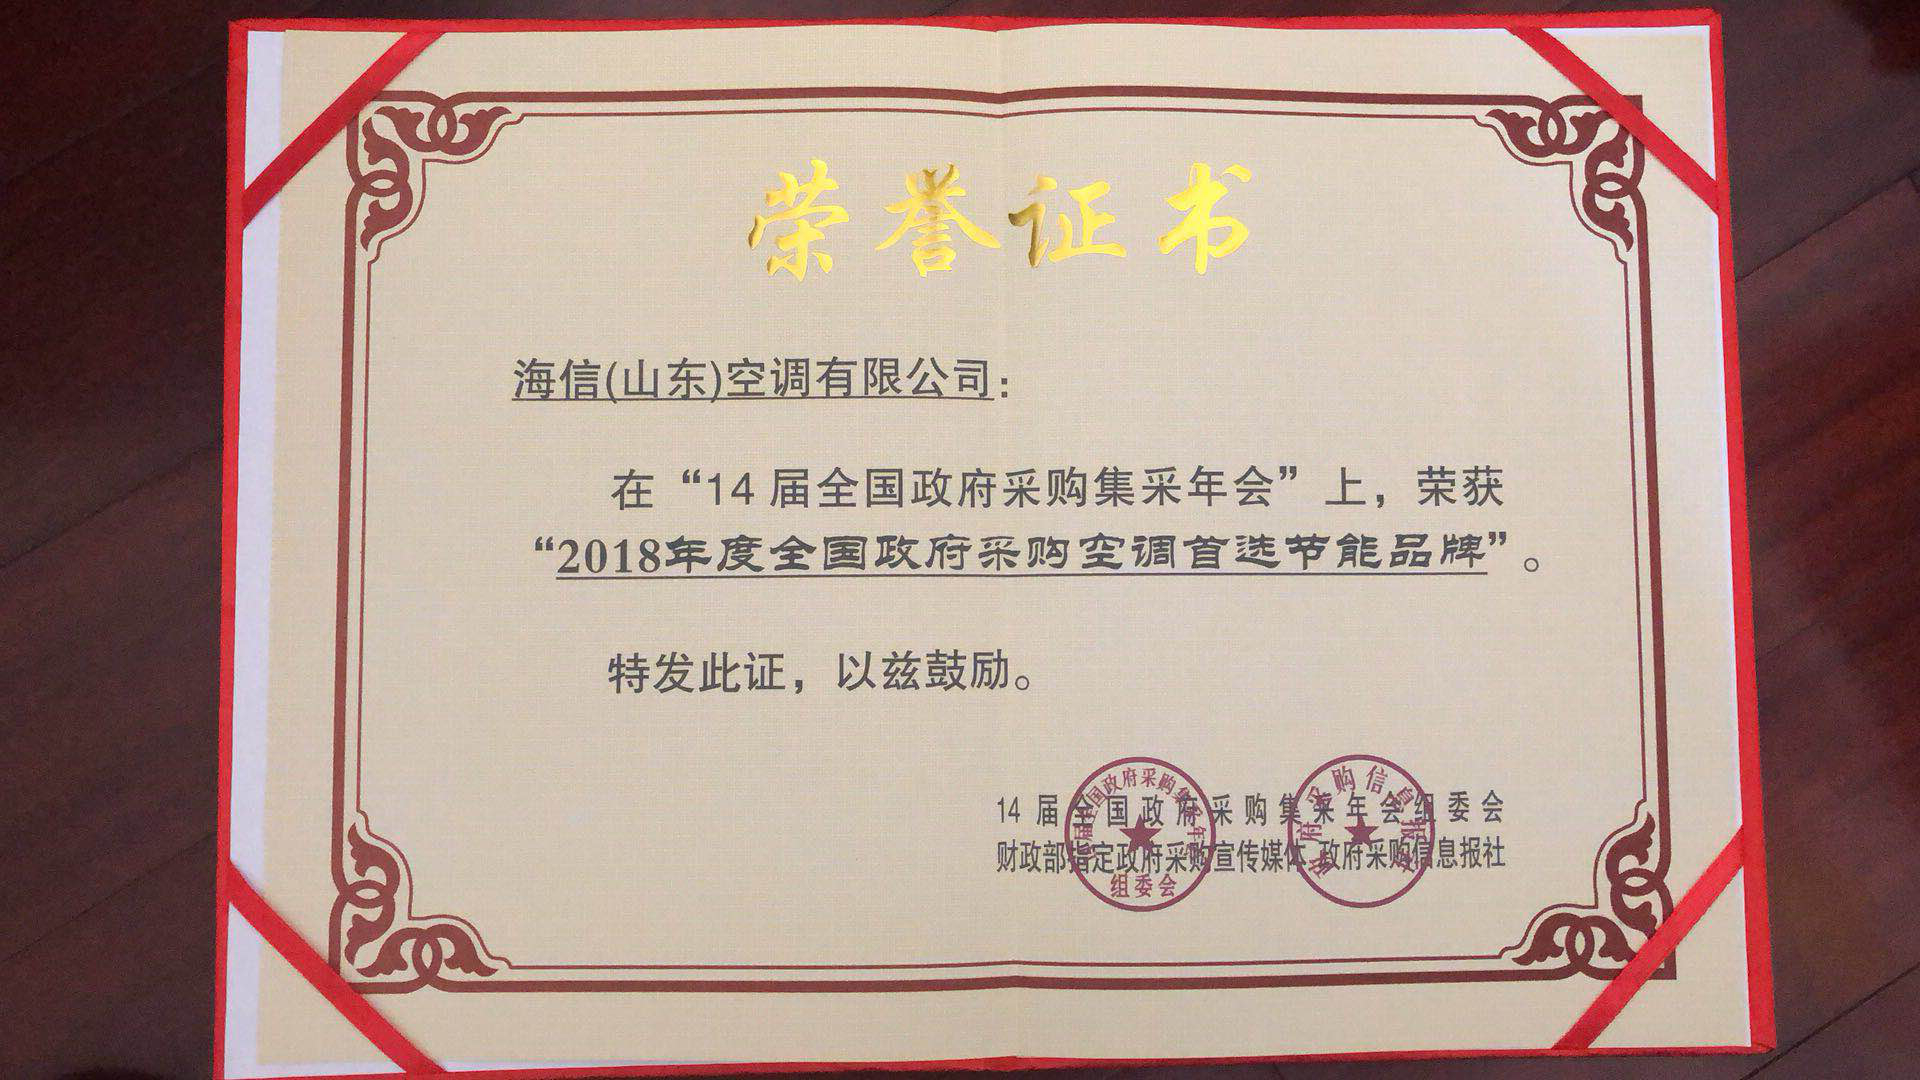 荣誉证书
海信(山东)空调有限公司：
在“14届全国政府采购集采年会”上，荣获
“2018年度全国政府采购空调首选节能品牌”。
特发此证，以兹鼓励。
14届全国政府采购集采年会组委会
财政部指定政府采购宣传媒体 政府采购信息报社
组委会